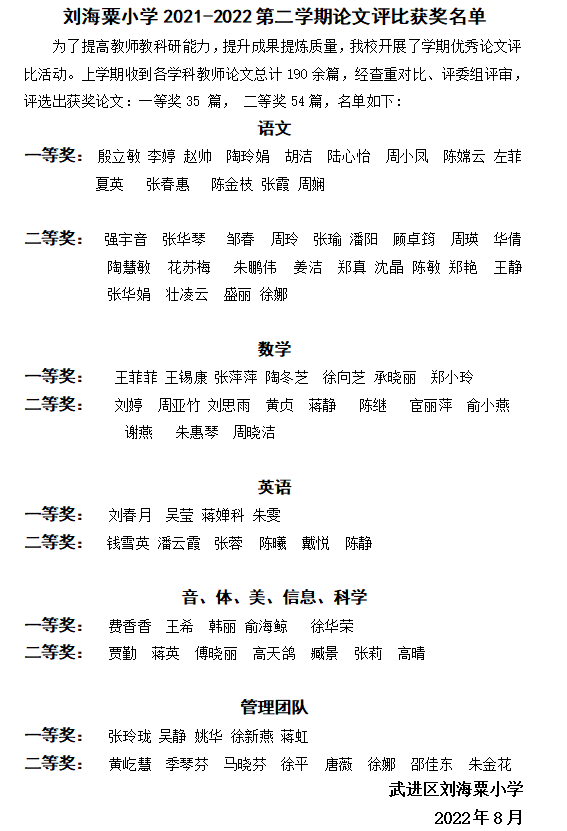 刘海粟小学2021-2022第二学期论文评比获奖名单
为了提高教师教科研能力，提升成果提炼质量，我校开展了学期优秀论文评
比活动。上学期收到各学科教师论文总计190余篇，经查重对比、评委组评审，
评选出获奖论文：一等奖35 篇， 二等奖54篇，名单如下：
语文
一等奖： 殷立敏 李婷 赵帅 陶玲娟 胡洁 陆心怡 周小凤 陈嫦云 左菲
夏英 张春惠 陈金枝 张霞 周娴
二等奖： 强宇音 张华琴 邹春 周玲 张瑜 潘阳 顾卓筠 周瑛 华倩
陶慧敏 花苏梅 朱鹏伟 姜洁 郑真 沈晶 陈敏 郑艳 王静
张华娟 壮凌云 盛丽 徐娜
数学
一等奖： 王菲菲 王锡康 张萍萍 陶冬芝 徐向芝 承晓丽 郑小玲
二等奖： 刘婷 周亚竹 刘思雨 黄贞 蒋静 陈继 宦丽萍 俞小燕
谢燕 朱惠琴 周晓洁
英语
一等奖： 刘春月 吴莹 蒋婵科 朱雯
二等奖： 钱雪英 潘云霞 张蓉 陈曦 戴悦 陈静
音、体、美、信息、科学
一等奖： 费香香 王希 韩丽 俞海鲸 徐华荣
二等奖： 贾勤 蒋英 傅晓丽 高天鸽 臧景 张莉 高晴
管理团队
一等奖： 张玲珑 吴静 姚华 徐新燕 蒋虹
二等奖： 黄屹慧 季琴芬 马晓芬 徐平 唐薇 徐娜 邵佳东 朱金花
武进区刘海粟小学
2022年8月